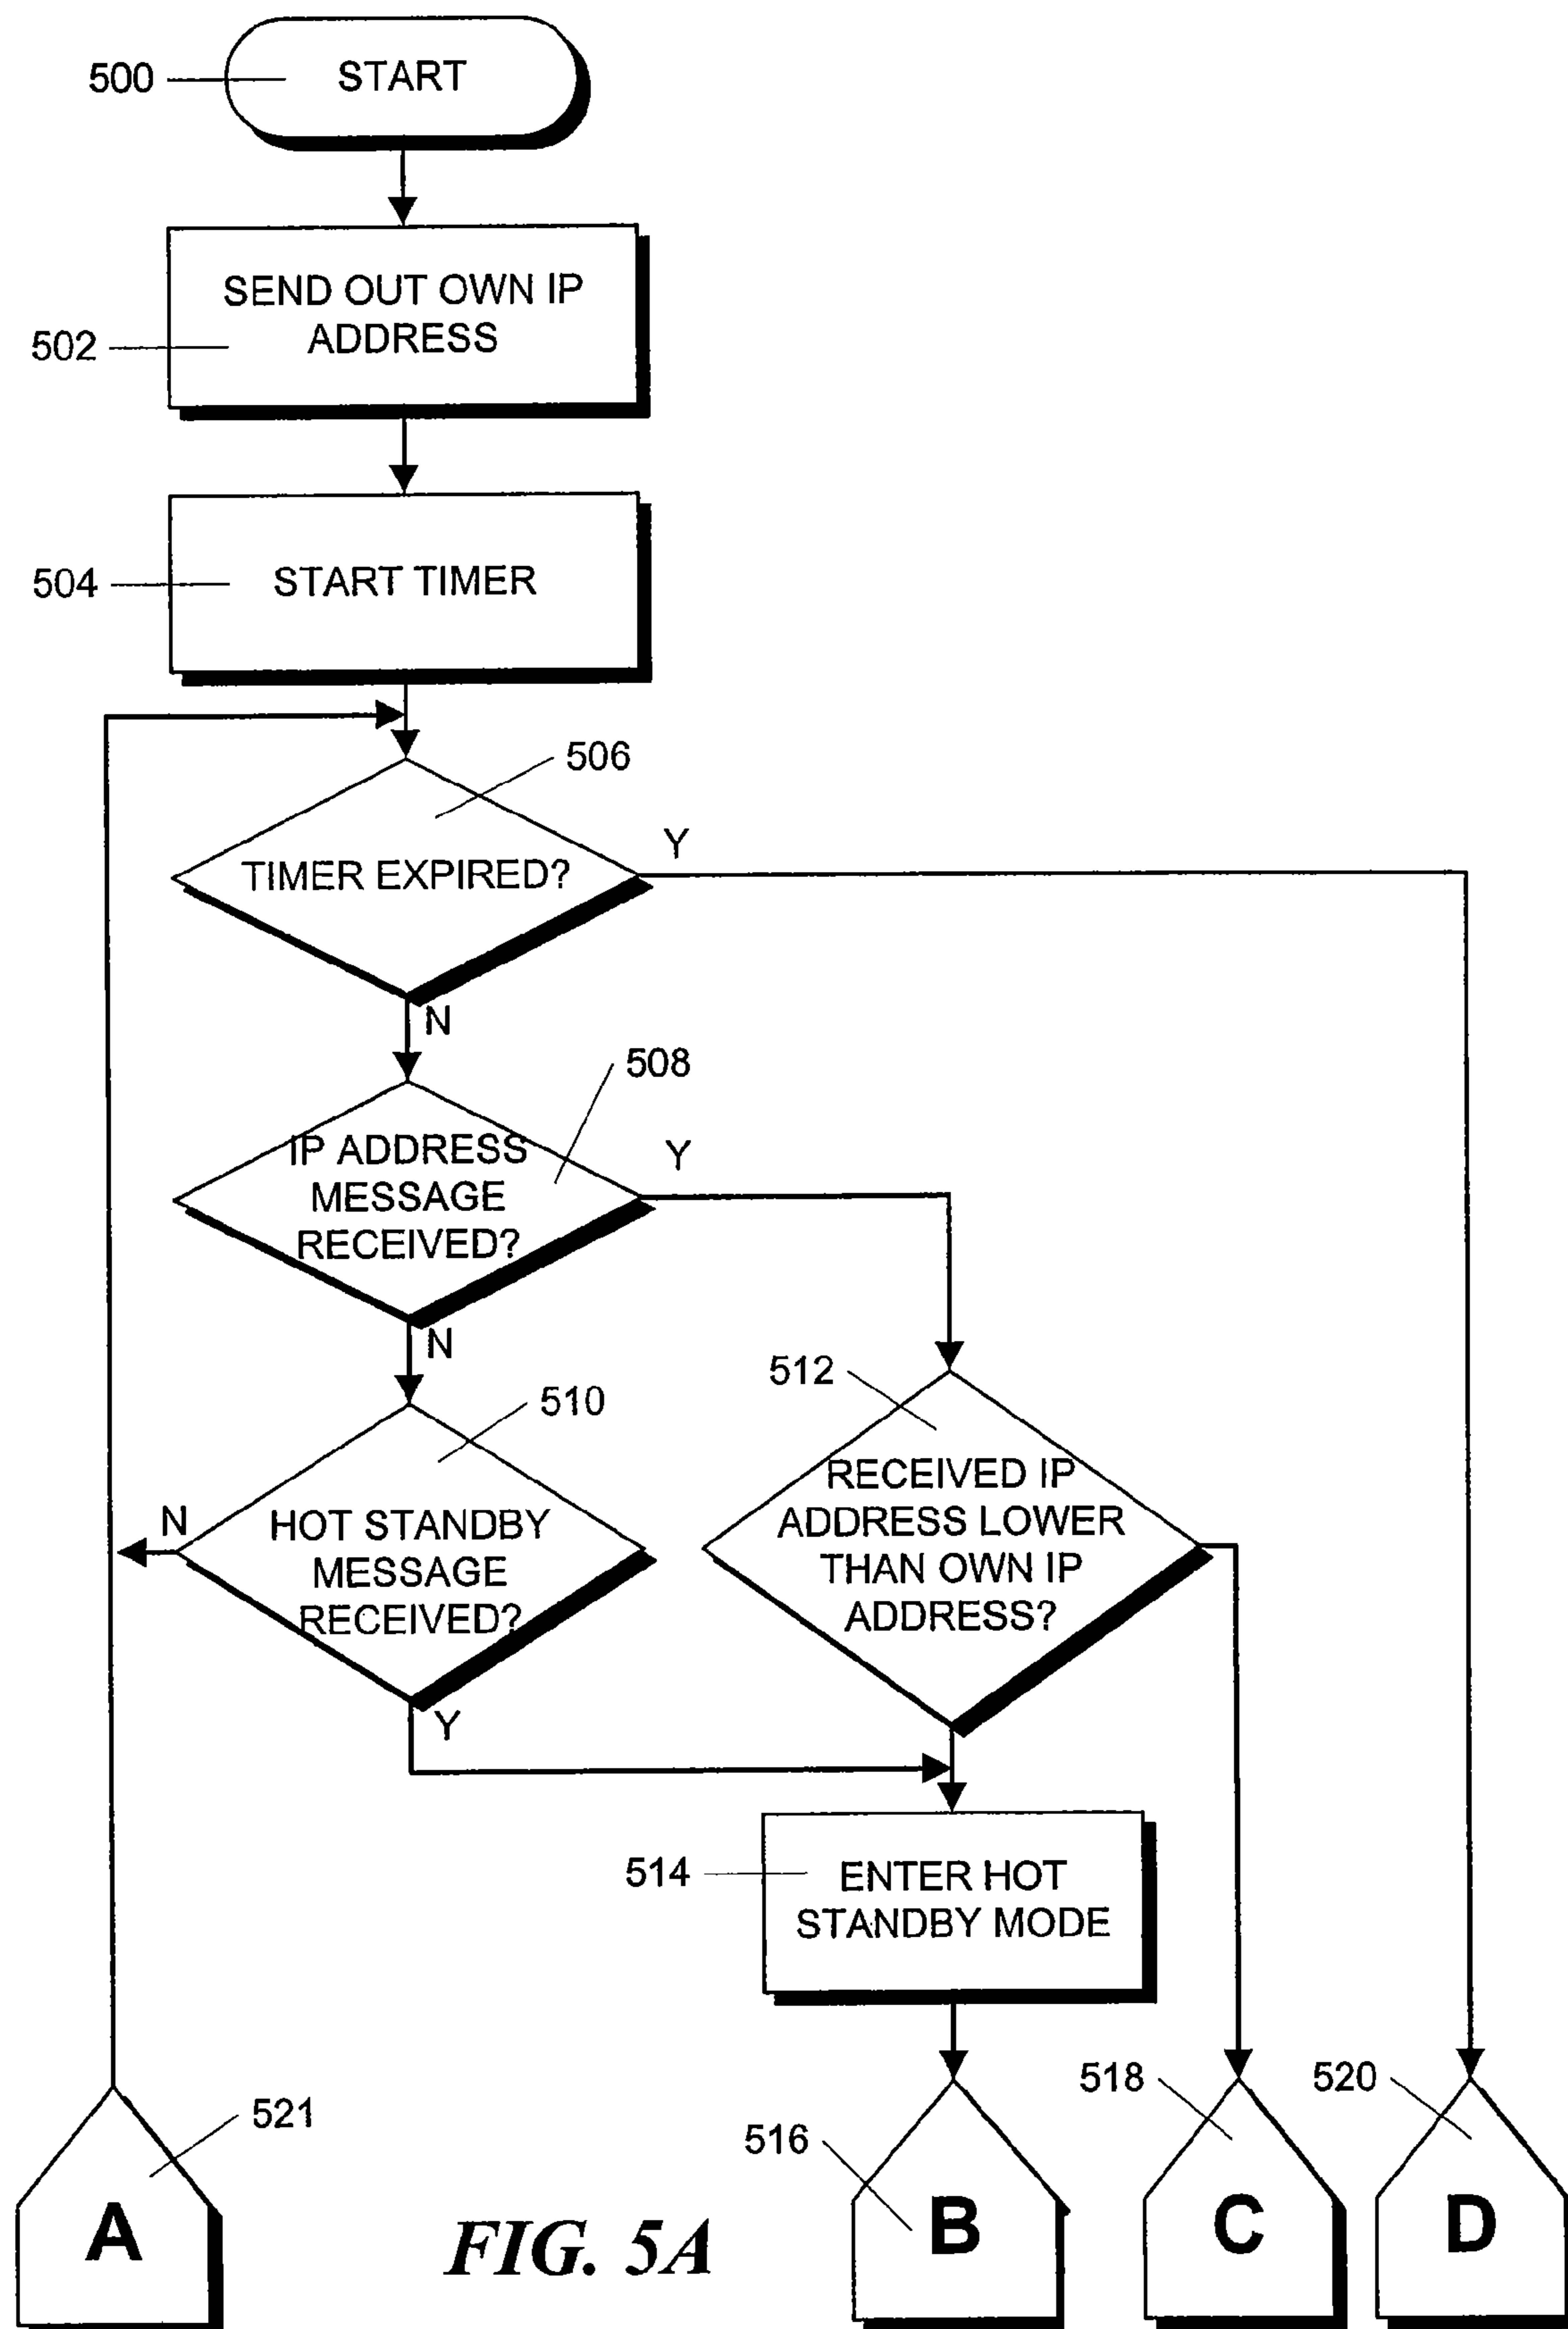 500
START
SEND OUT OWN IP
ADDRESS
502
504
START TIMER
506
TIMER EXPIRED?
Y
N
508
IP ADDRESS
MESSAGE
RECEIVED?
Y
N
510
HOT STANDBY
MESSAGE
RECEIVED?
N
Y
512
RECEIVED IP
ADDRESS LOWER
THAN OWN IP
ADDRESS?
514
ENTER HOT
STANDBY MODE
521
A
516
B
518
C
520
D
FIG. 5A